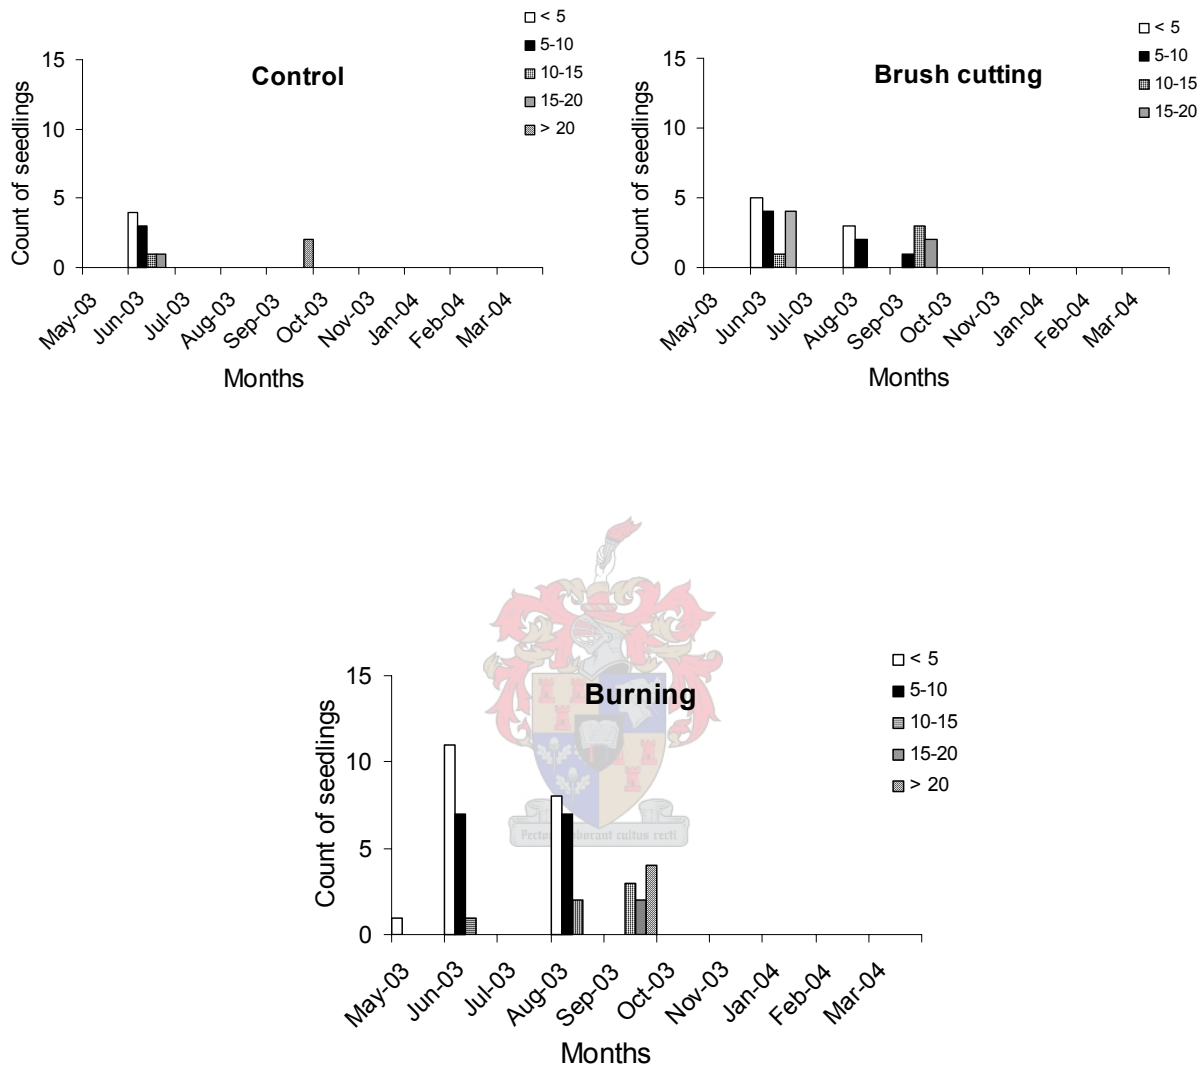 Control
Count of seedlings
15
10
5
0
May-03
Jun-03
Jul-03
Aug-03
Sep-03
Oct-03
Nov-03
Jan-04
Feb-04
Mar-04
Months
< 5
5-10
10-15
15-20
> 20
Brush cutting
Count of seedlings
15
10
5
0
May-03
Jun-03
Jul-03
Aug-03
Sep-03
Oct-03
Nov-03
Jan-04
Feb-04
Mar-04
Months
< 5
5-10
10-15
15-20
Burning
Count of seedlings
15
10
5
0
May-03
Jun-03
Jul-03
Aug-03
Sep-03
Oct-03
Nov-03
Jan-04
Feb-04
Mar-04
Months
< 5
5-10
10-15
15-20
> 20
cultus recti